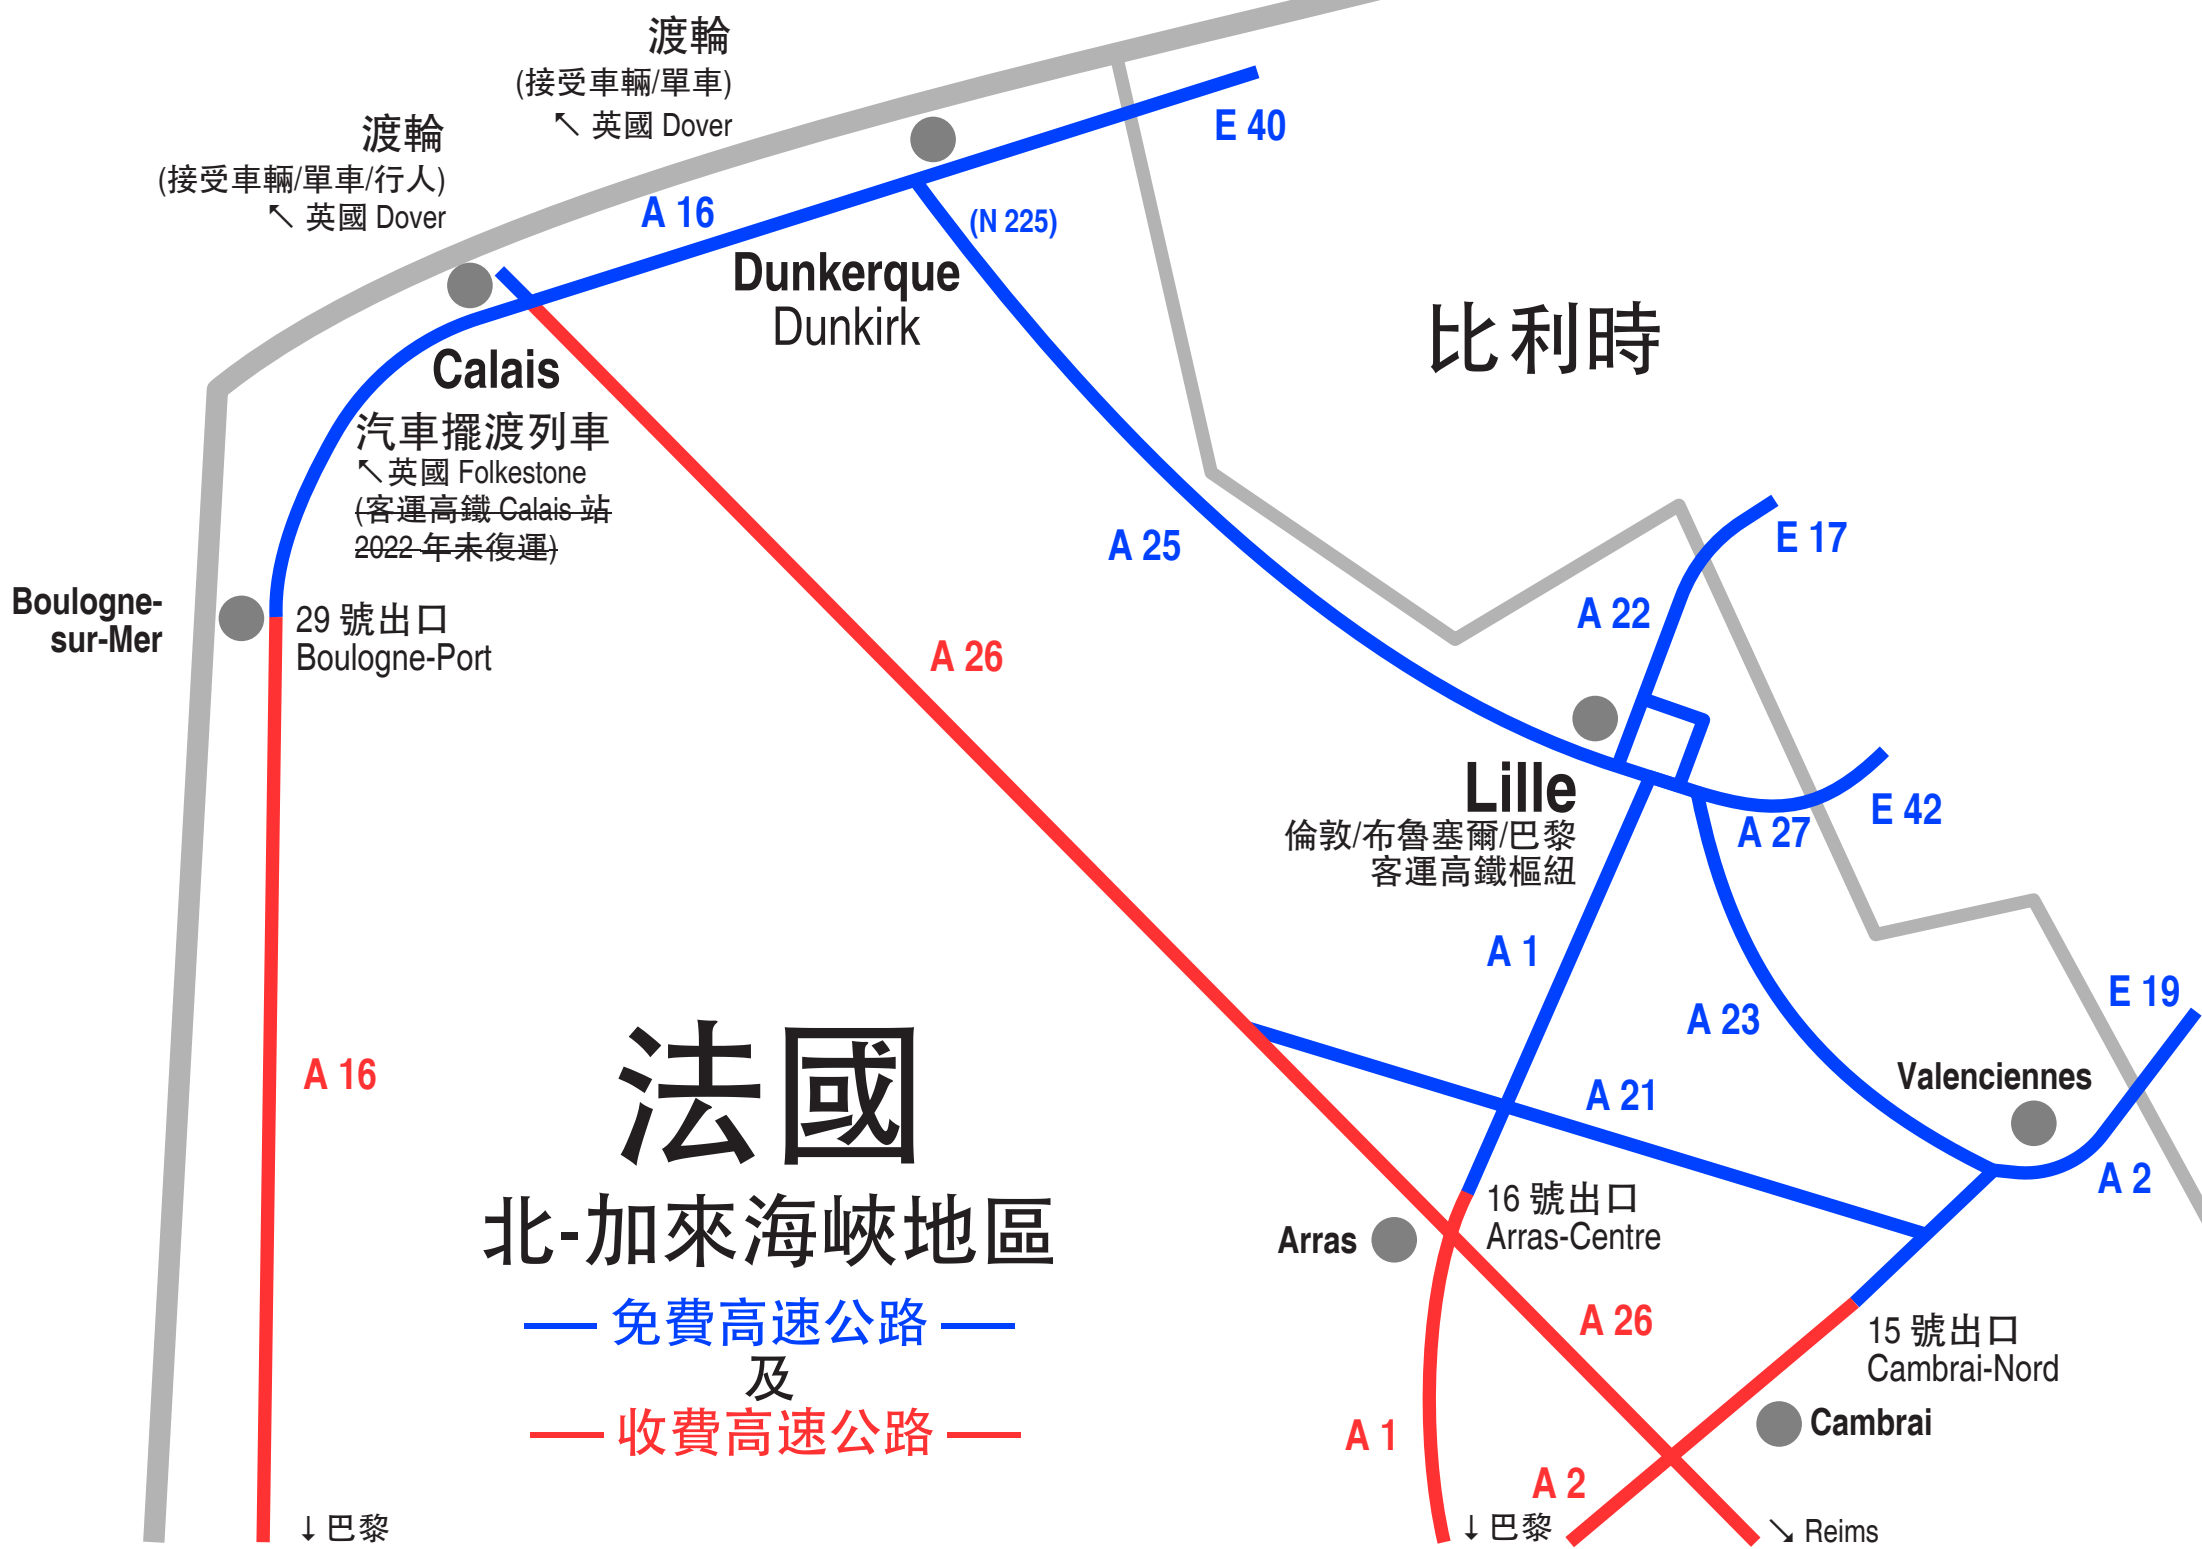 渡輪
(接受車輛/單車)
↖ 英國 Dover
渡輪
(接受車輛/單車/行人)
↖ 英國 Dover
E 40
A 16
(N 225)
Dunkerque
Dunkirk
比利時
Calais
汽車擺渡列車
↖英國 Folkestone
(客運高鐵 Calais 站
2022 年未復運)
A 25
E 17
Boulogne-
sur-Mer
29 號出口
Boulogne-Port
A 22
A 26
Lille
倫敦/布魯塞爾/巴黎
客運高鐵樞紐
E 42
A 27
A 1
A 23
E 19
A 16
Valenciennes
A 21
A 2
法國
北-加來海峽地區
免費高速公路
及
收費高速公路
16 號出口
Arras-Centre
Arras
A 26
15 號出口
Cambrai-Nord
Cambrai
A 1
A 2
↓巴黎
↓巴黎
↘ Reims